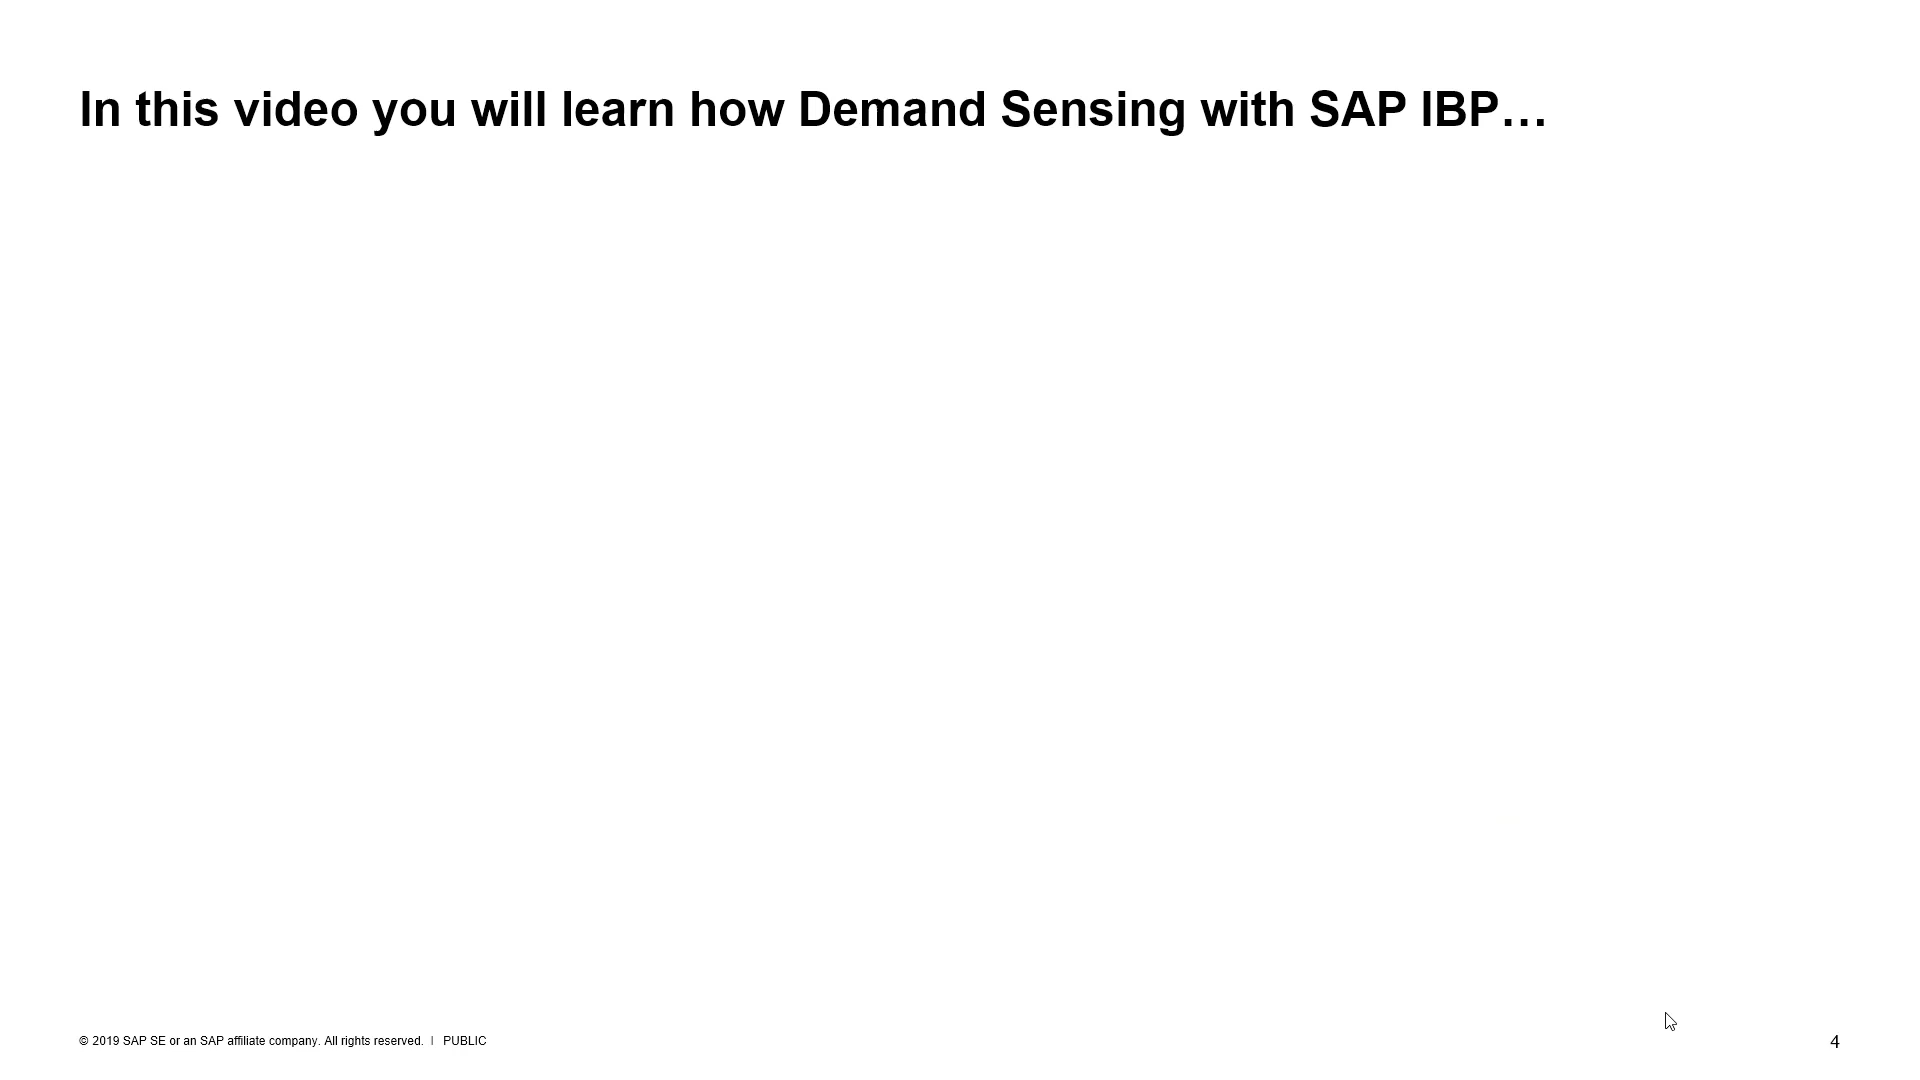 In this video you will learn how Demand Sensing with SAP IBP…
© 2019 SAP SE or an SAP affiliate company. All rights reserved. | PUBLIC
4